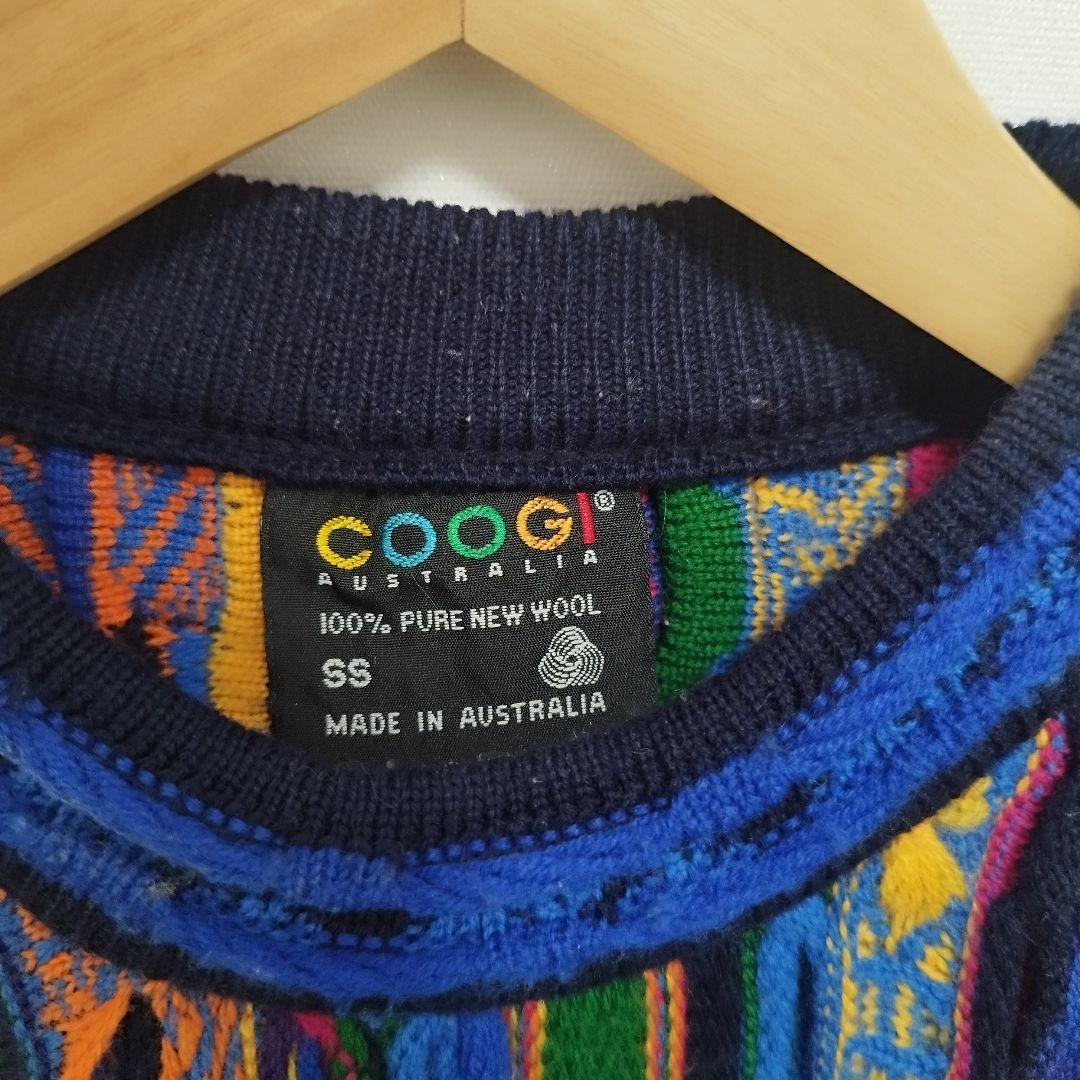 COOGI®
AUSTRALIA
100% PURE NEW WOOL
SS
MADE IN AUSTRALIA